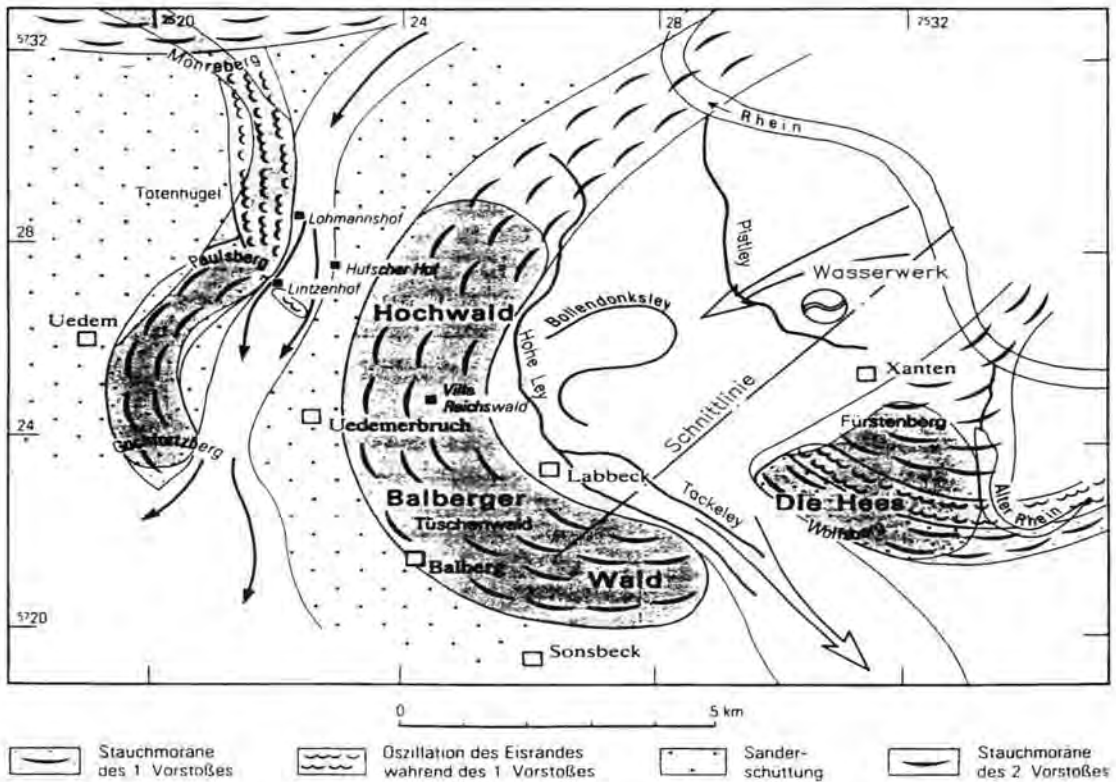 ²⁵20 24 28 ⁷⁵32
⁵⁷32
Rhein
Totenhügel
Lohmannshof
28
Pistley
Paulsberg
Hufscher Hof
Wasserwerk
Lintzenhof
Hochwald
Bollendonksley
Uedem
Hohe Ley
Xanten
Villa
Reichswald
Schnittlinie
24
Uedemerbruch
Fürstenberg
Labbeck
Balberger
Tackeley
Die Hees
Alter Rhein
Tüschenwald
Balberg
Wald
⁵⁷20
Sonsbeck
0 5 km
Stauchmoräne
des 1 Vorstoßes
Oszillation des Eisrandes
während des 1 Vorstoßes
Sander-
schüttung
Stauchmoräne
des 2 Vorstoßes